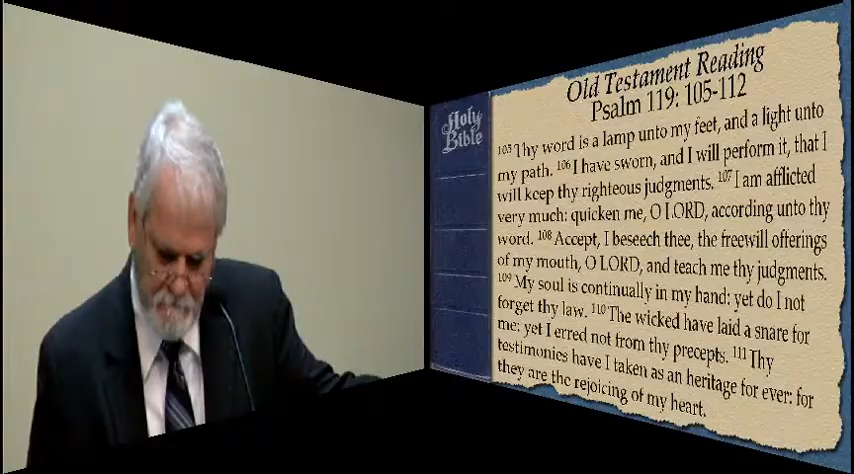 Old Testament Reading
Psalm 119: 105-112
Holy
Bible
105 Thy word is a lamp unto my feet, and a light unto
my path. 106 I have sworn, and I will perform it, that I
will keep thy righteous judgments. 107 I am afflicted
very much: quicken me, O LORD, according unto thy
word. 108 Accept, I beseech thee, the freewill offerings
of my mouth, O LORD, and teach me thy judgments.
109 My soul is continually in my hand: yet do I not
forget thy law. 110 The wicked have laid a snare for
me: yet I erred not from thy precepts. 111 Thy
testimonies have I taken as an heritage for ever: for
they are the rejoicing of my heart.